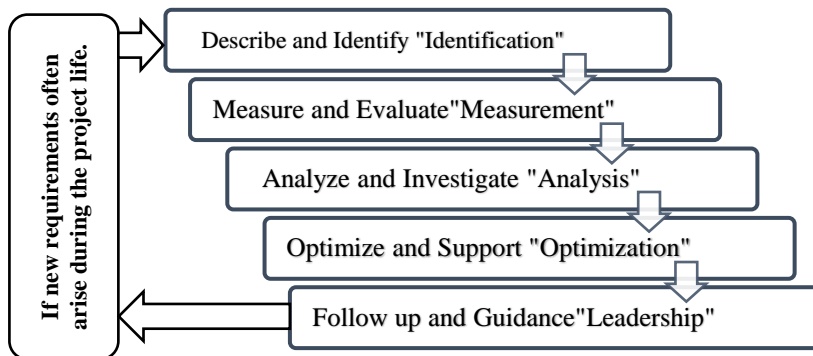 If new requirements often
arise during the project life.
Describe and Identify "Identification"
Measure and Evaluate"Measurement"
Analyze and Investigate "Analysis"
Optimize and Support "Optimization"
Follow up and Guidance"Leadership"